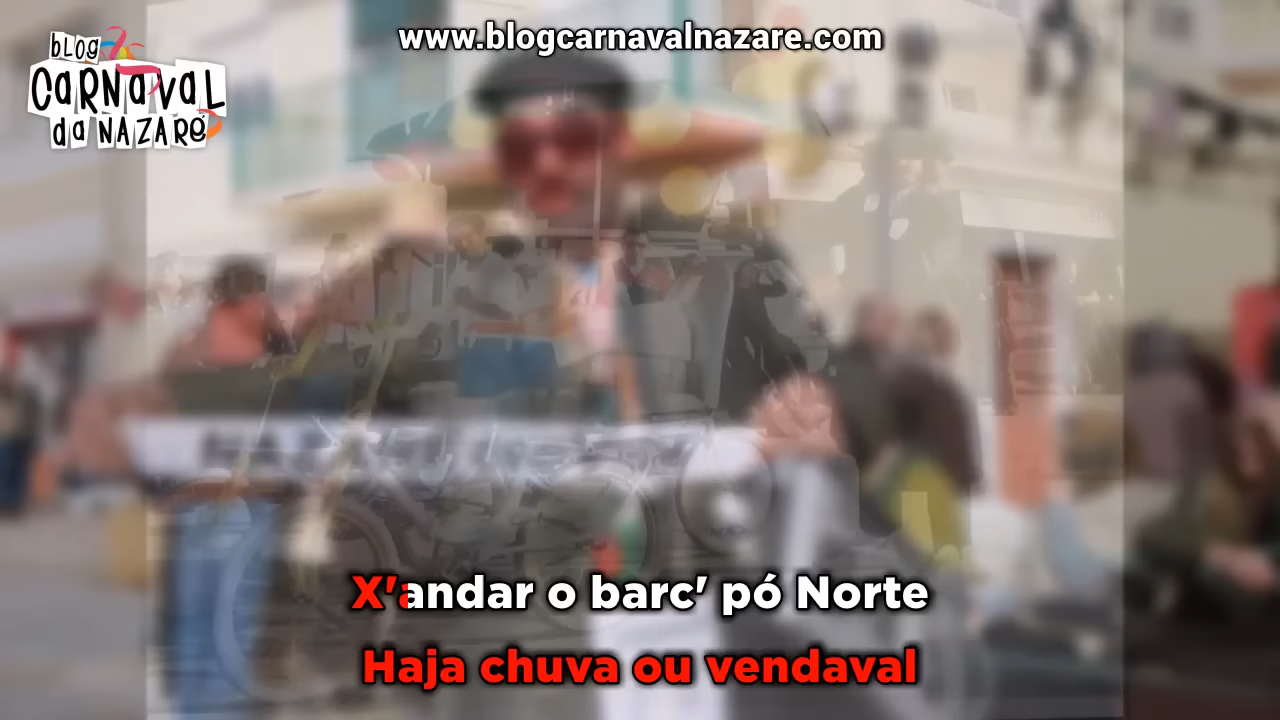 www.blogcarnavalnazare.com
bLOG
CaRNaVaL
da NAZARé
X'andar o barc' pó Norte
Haja chuva ou vendaval